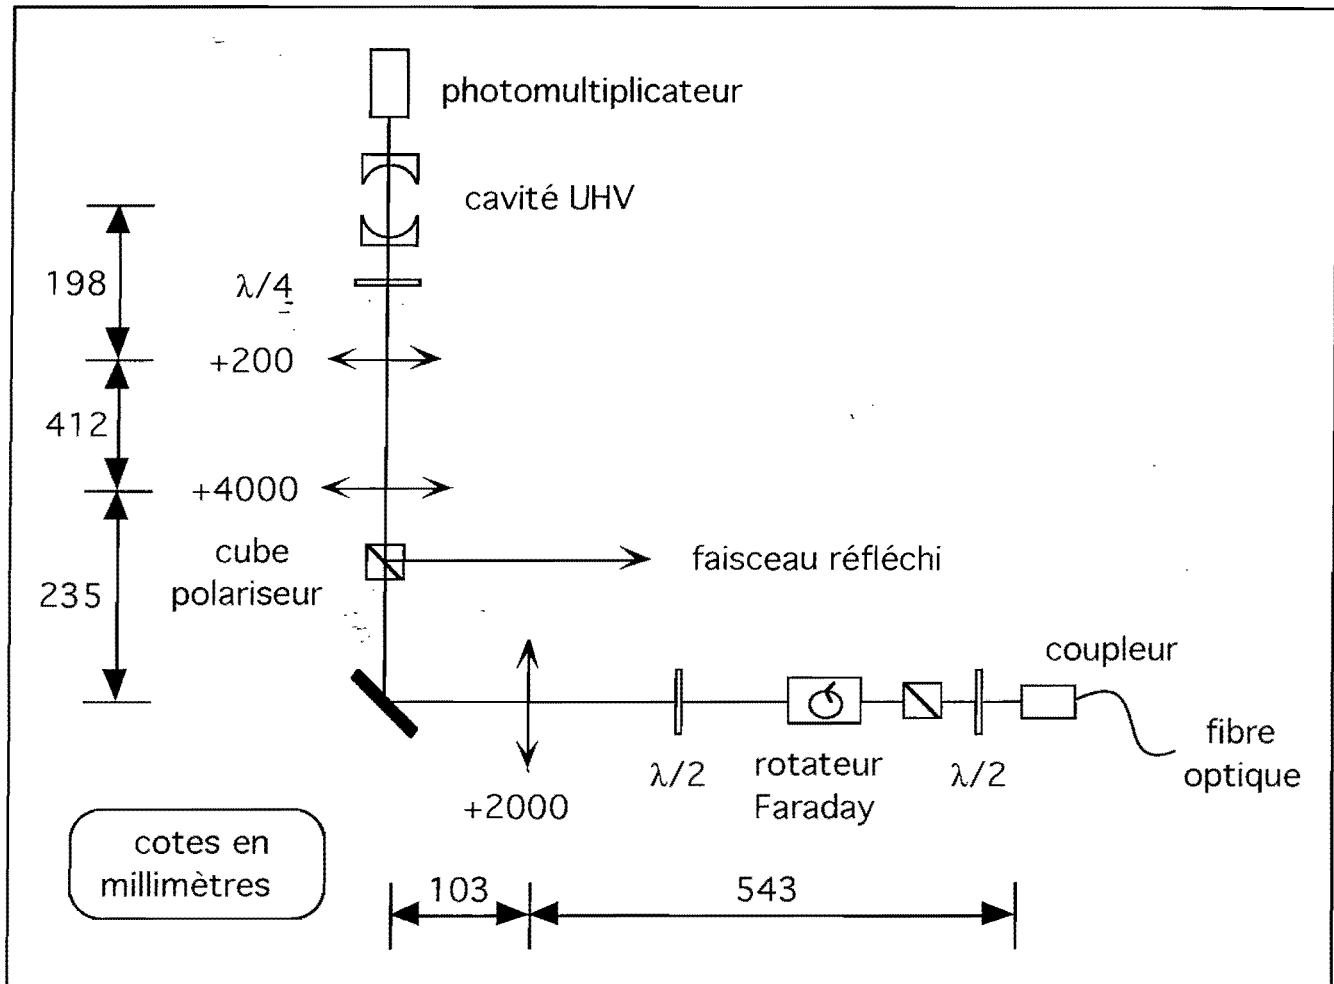 photomultiplicateur
cavité UHV
198
λ/4
+200
412
+4000
cube
polariseur
faisceau réfléchi
235
coupleur
fibre
optique
λ/2
rotateur
Faraday
λ/2
+2000
cotes en
millimètres
103
543